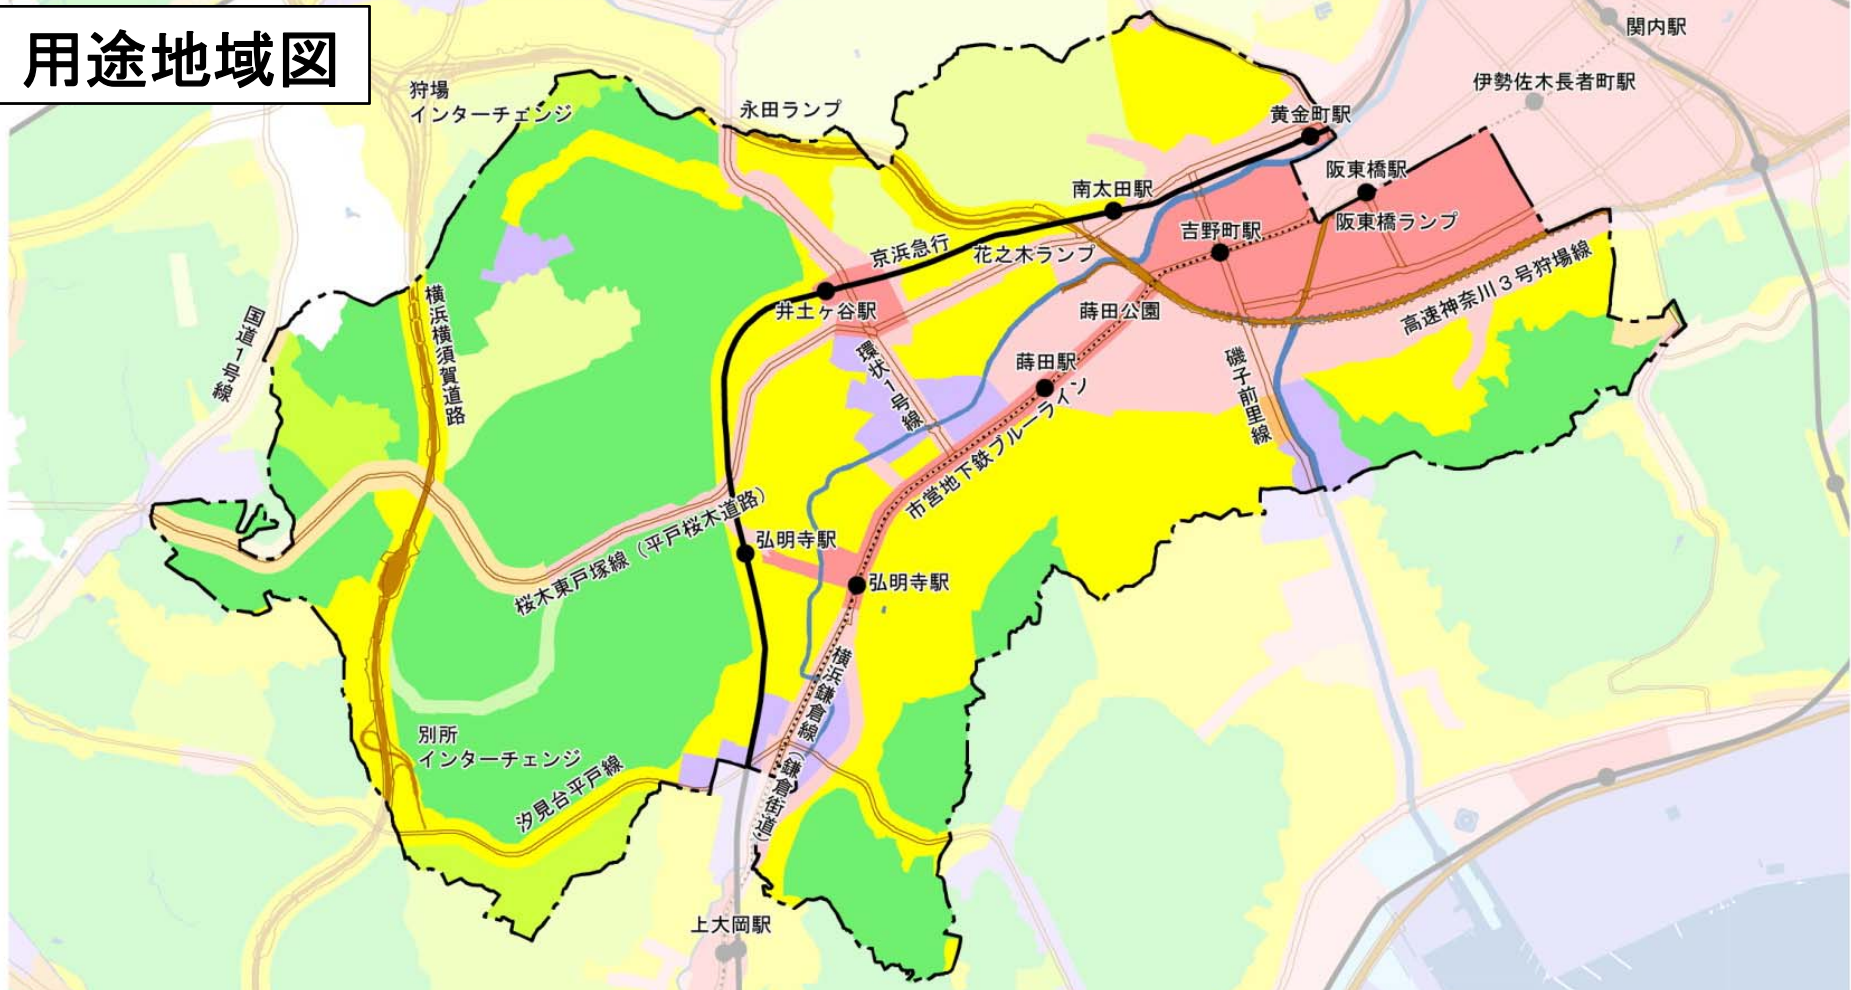 用途地域図
関内駅
伊勢佐木長者町駅
狩場
インターチェンジ
永田ランプ
黄金町駅
阪東橋駅
南太田駅
阪東橋ランプ
吉野町駅
京浜急行
花之木ランプ
高速神奈川3号狩場線
井土ヶ谷駅
蒔田公園
横浜横須賀道路
国道1号線
環状1号線
蒔田駅
磯子前里線
市営地下鉄ブルーライン
桜木東戸塚線(平戸桜木道路)
弘明寺駅
弘明寺駅
横浜鎌倉線(鎌倉街道)
別所
インターチェンジ
汐見台平戸線
上大岡駅